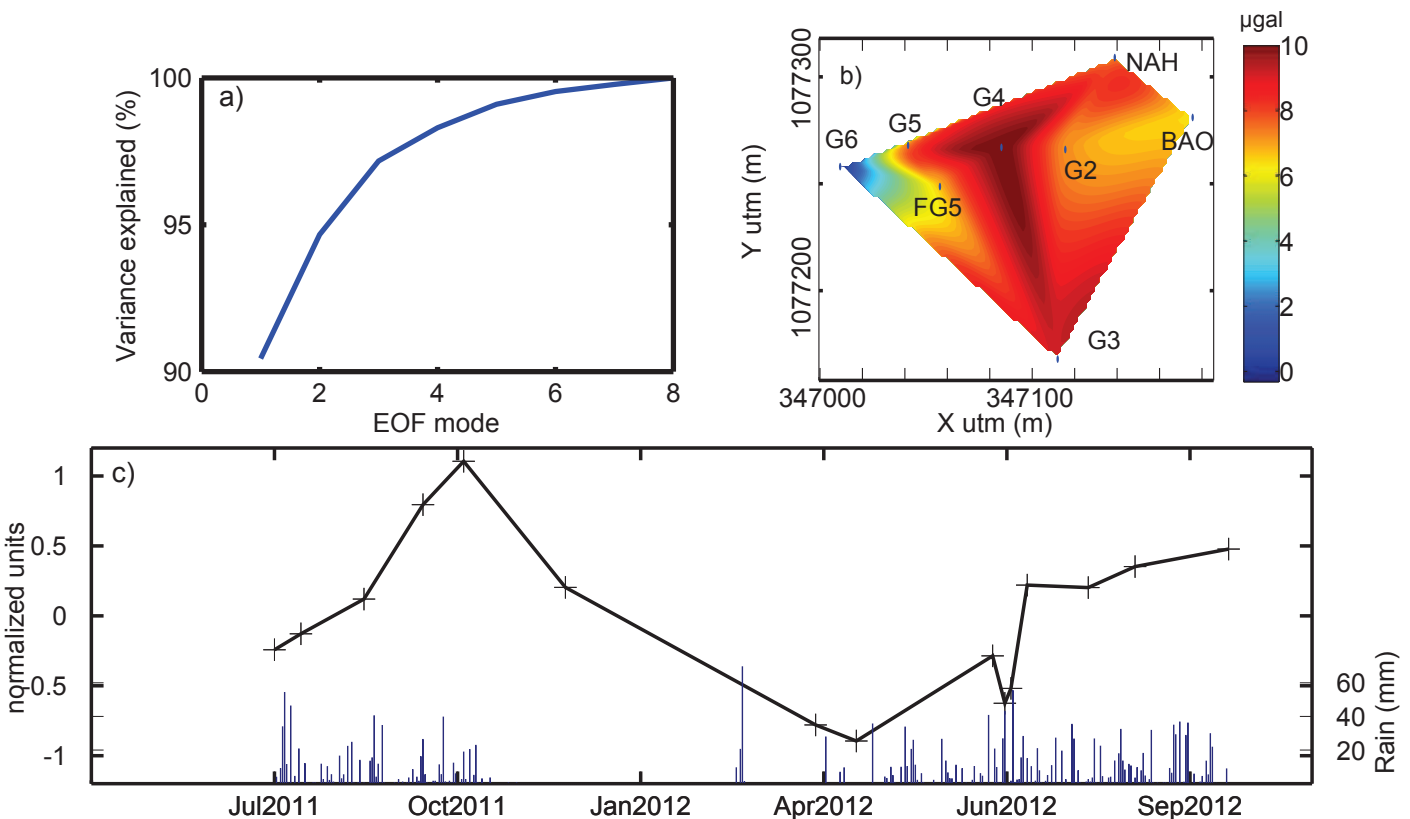 a)
100
95
90
Variance explained (%)
0 2 4 6 8
EOF mode
b)
1077300
1077200
Y utm (m)
NAH
G4
G5
G6
BAO
G2
FG5
G3
347000 347100
X utm (m)
µgal
10
8
6
4
2
0
c)
1
0.5
0
-0.5
-1
normalized units
60
40
20
Rain (mm)
Jul2011 Oct2011 Jan2012 Apr2012 Jun2012 Sep2012